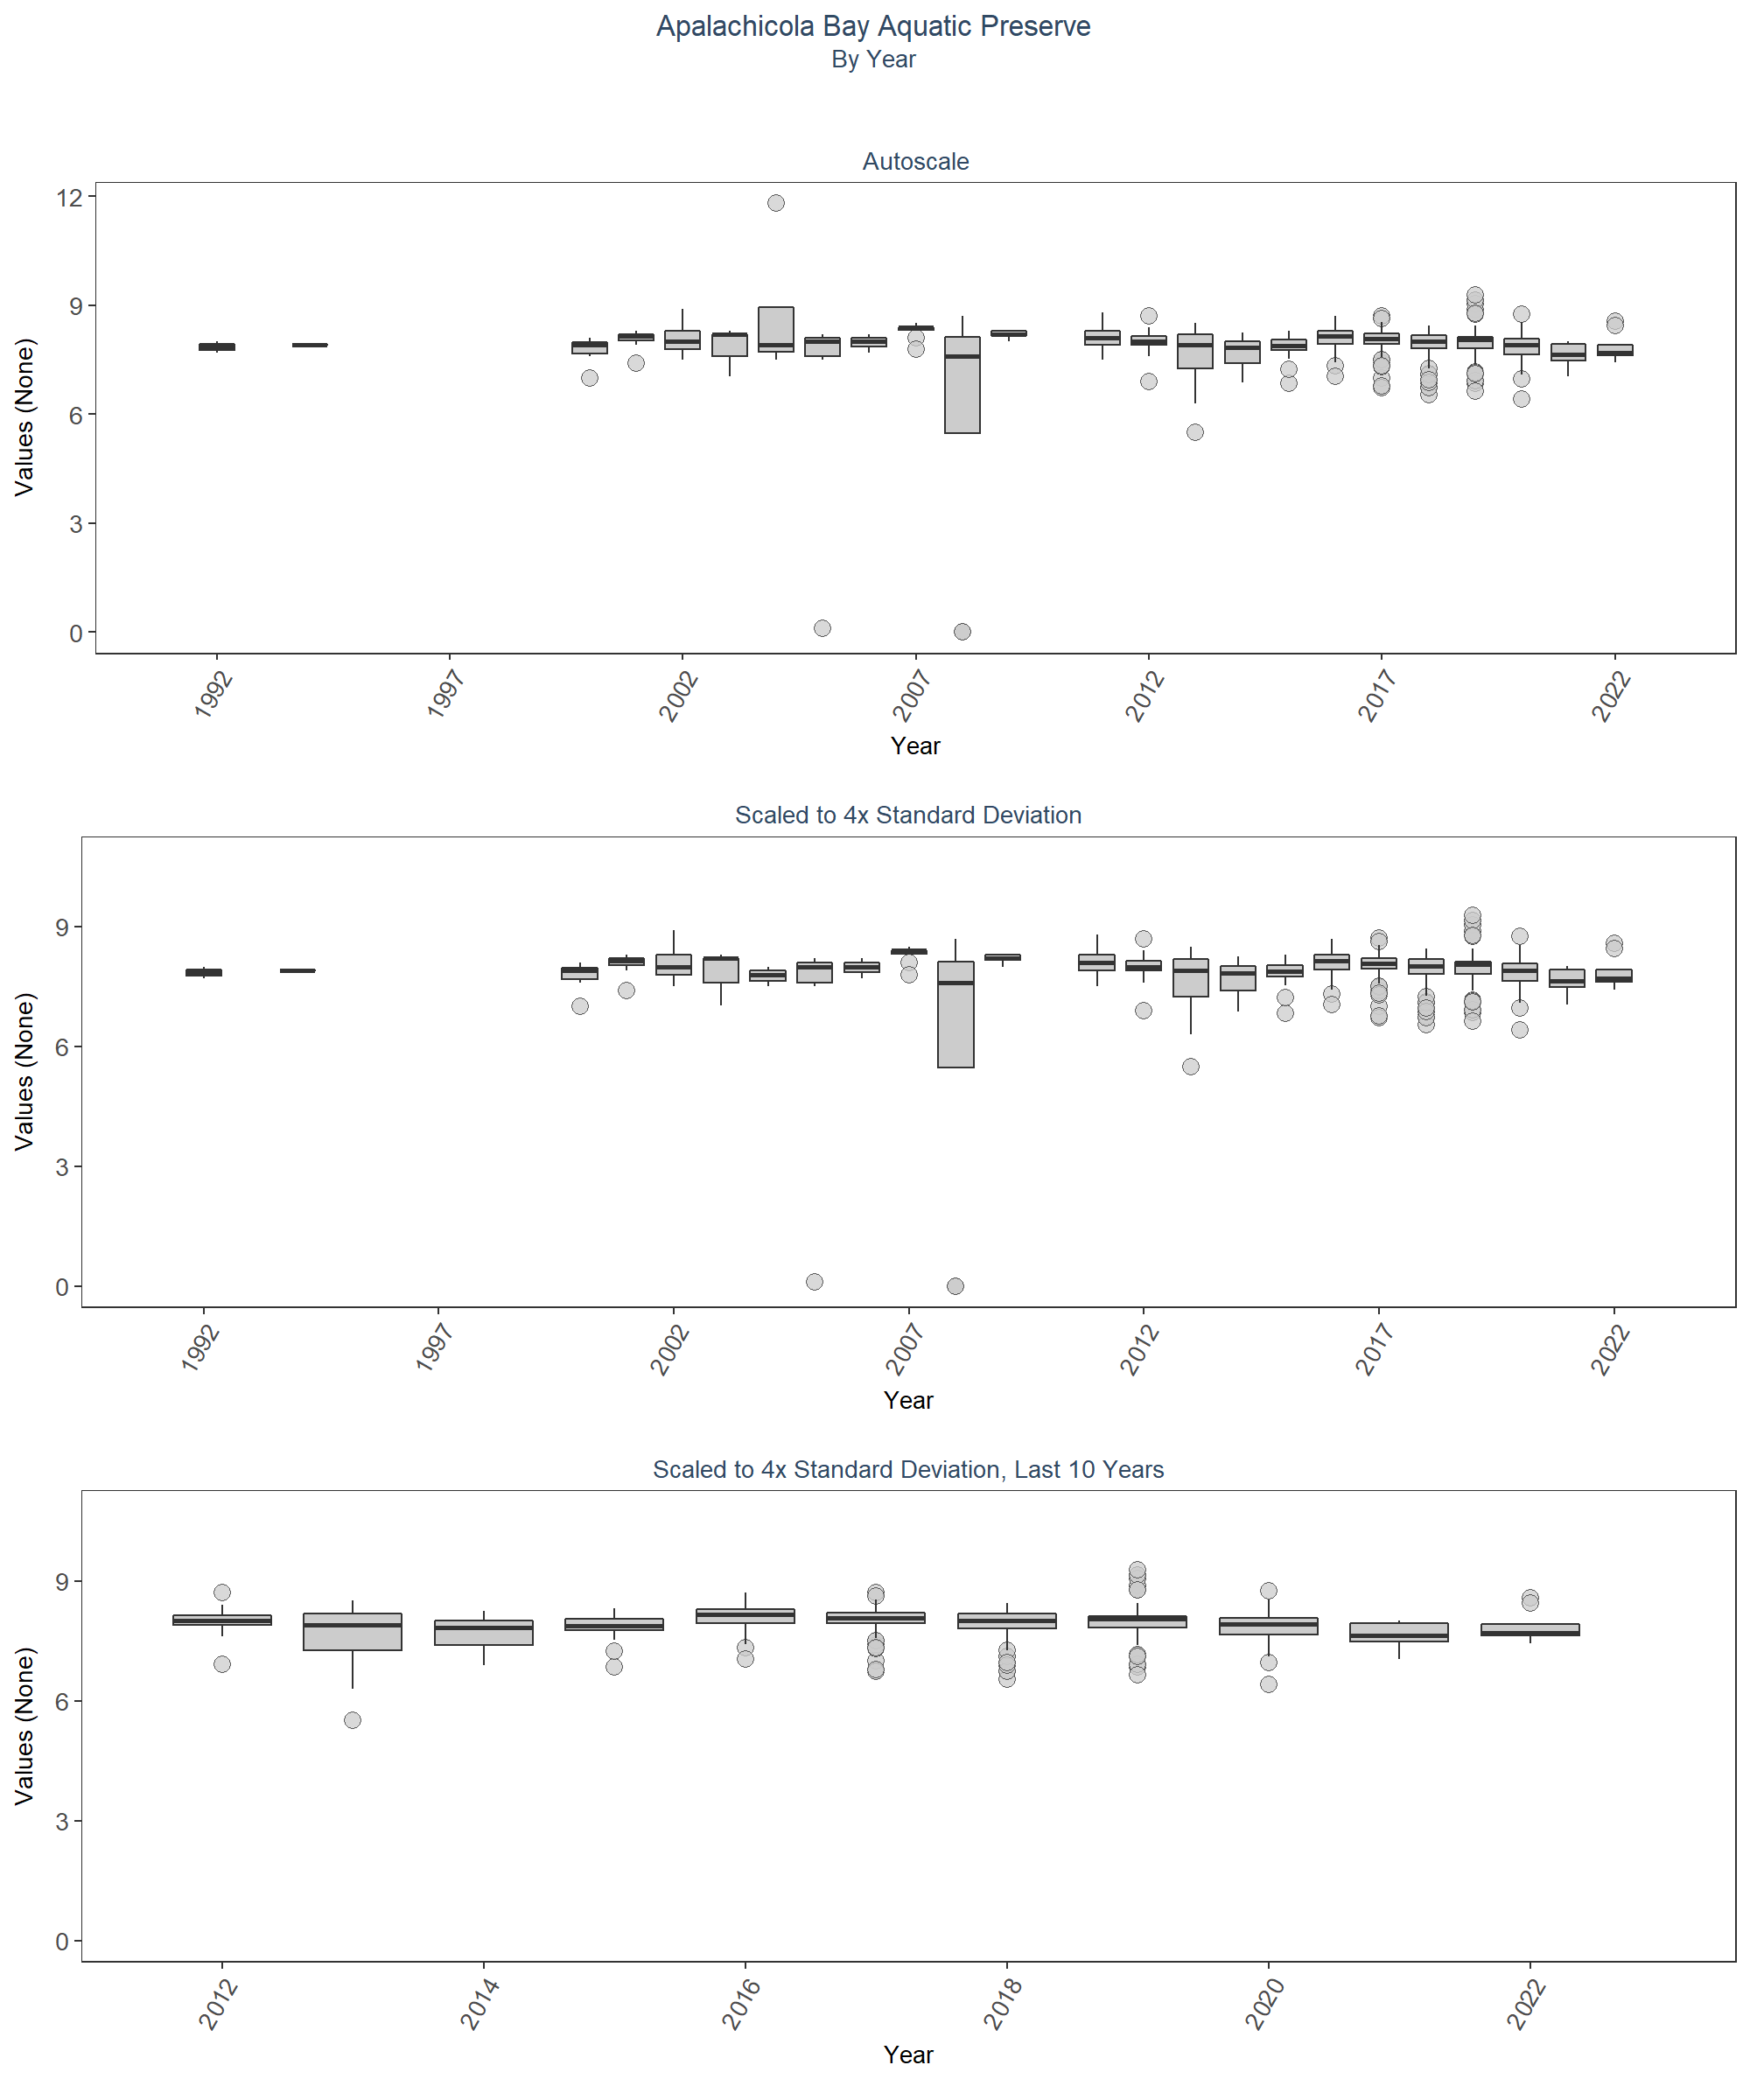 Apalachicola Bay Aquatic Preserve
By Year
Autoscale
12
9
6
3
0
Values (None)
1992 1997 2002 2007 2012 2017 2022
Year
Scaled to 4x Standard Deviation
9
6
3
0
Values (None)
1992 1997 2002 2007 2012 2017 2022
Year
Scaled to 4x Standard Deviation, Last 10 Years
9
6
3
0
Values (None)
2012 2014 2016 2018 2020 2022
Year